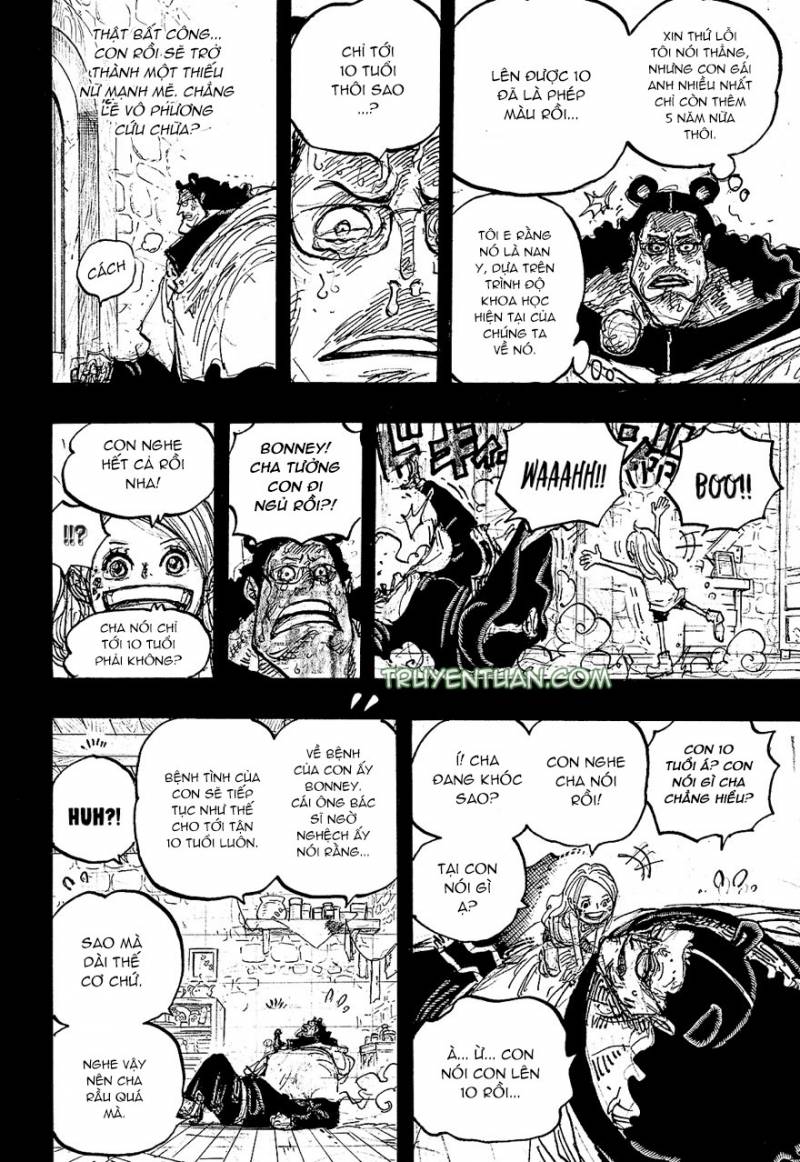 XIN THỨ LỖI
TÔI NÓI THẲNG,
NHƯNG CON GÁI
ANH NHIỀU NHẤT
CHỈ CÒN THÊM
5 NĂM NỮA
THÔI.
LÊN ĐƯỢC 10
ĐÃ LÀ PHÉP
MÀU RỒI...
TÔI E RẰNG
NÓ LÀ NAN
Y, DỰA TRÊN
TRÌNH ĐỘ
KHOA HỌC
HIỆN TẠI CỦA
CHÚNG TA
VỀ NÓ.
CHỈ TỚI
10 TUỔI
THÔI SAO
...?
THẬT BẤT CÔNG...
CON RỒI SẼ TRỞ
THÀNH MỘT THIẾU
NỮ MẠNH MẼ. CHẲNG
LẼ VÔ PHƯƠNG
CỨU CHỮA?
CÁCH
BOO!!
WAAAHH!!
BONNEY!
CHA TƯỞNG
CON ĐI
NGỦ RỒI?!
CON NGHE
HẾT CẢ RỒI
NHA!
!!?
CHA NÓI CHỈ
TỚI 10 TUỔI
PHẢI KHÔNG?
TRUYENTUAN.COM
CON 10
TUỔI Á? CON
NÓI GÌ CHA
CHẲNG HIỂU?
CON NGHE
CHA NÓI
RỒI!
Í! CHA
ĐANG KHÓC
SAO?
TẠI CON
NÓI GÌ
Ạ?
À... Ừ... CON
NÓI CON LÊN
10 RỒI...
VỀ BỆNH
CỦA CON ẤY
BONNEY.
CÁI ÔNG BÁC
SĨ NGỜ
NGHỆCH ẤY
NÓI RẰNG...
BỆNH TÌNH CỦA
CON SẼ TIẾP
TỤC NHƯ THẾ
CHO TỚI TẬN
10 TUỔI LUÔN.
HUH?!
SAO MÀ
DÀI THẾ
CƠ CHỨ.
NGHE VẬY
NÊN CHA
RẦU QUÁ
MÀ.